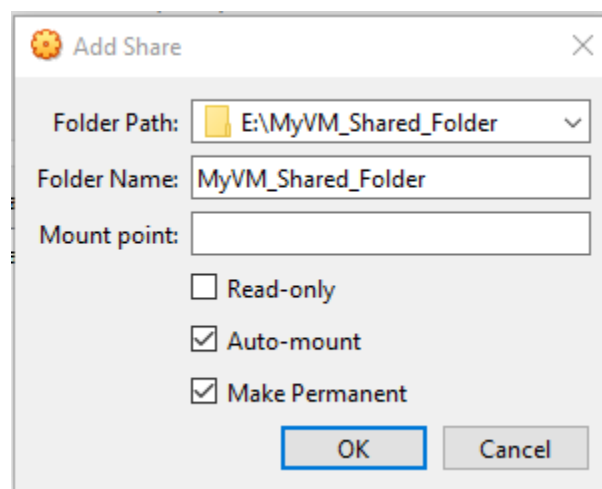 Add Share
Folder Path: E:\MyVM_Shared_Folder
Folder Name: MyVM_Shared_Folder
Mount point:
Read-only
Auto-mount
Make Permanent
OK Cancel